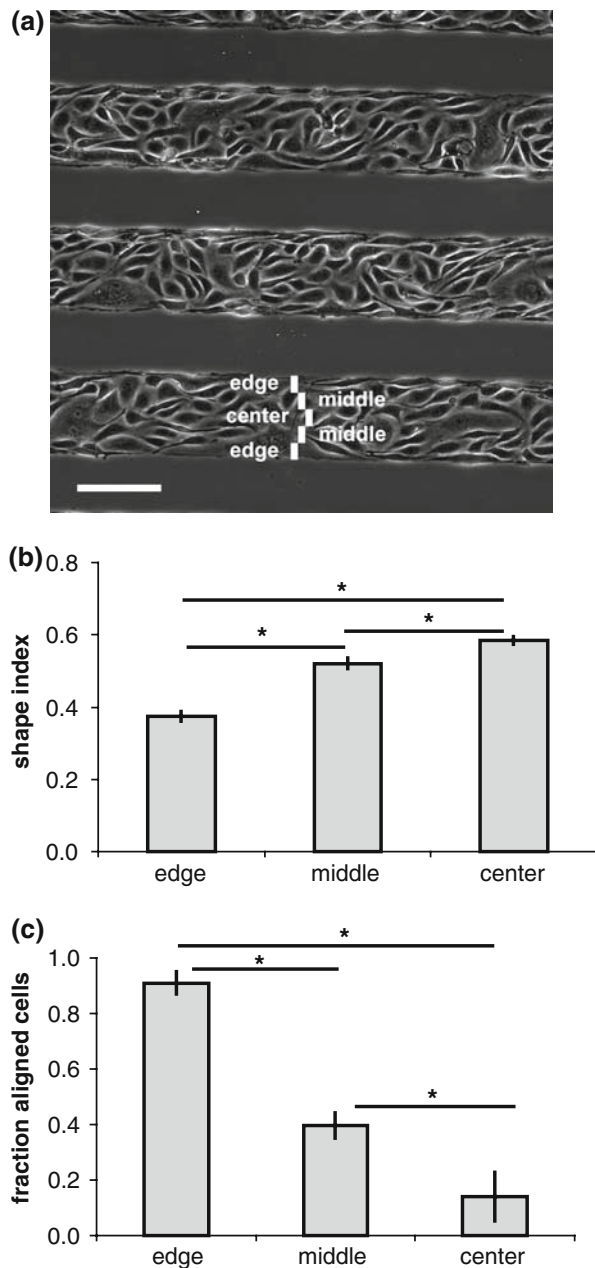 (a)
edge
middle
center
middle
edge
(b)
0.8
0.6
0.4
0.2
0.0
shape index
*
*
*
edge middle center
(c)
1.0
0.8
0.6
0.4
0.2
0.0
fraction aligned cells
*
*
*
edge middle center